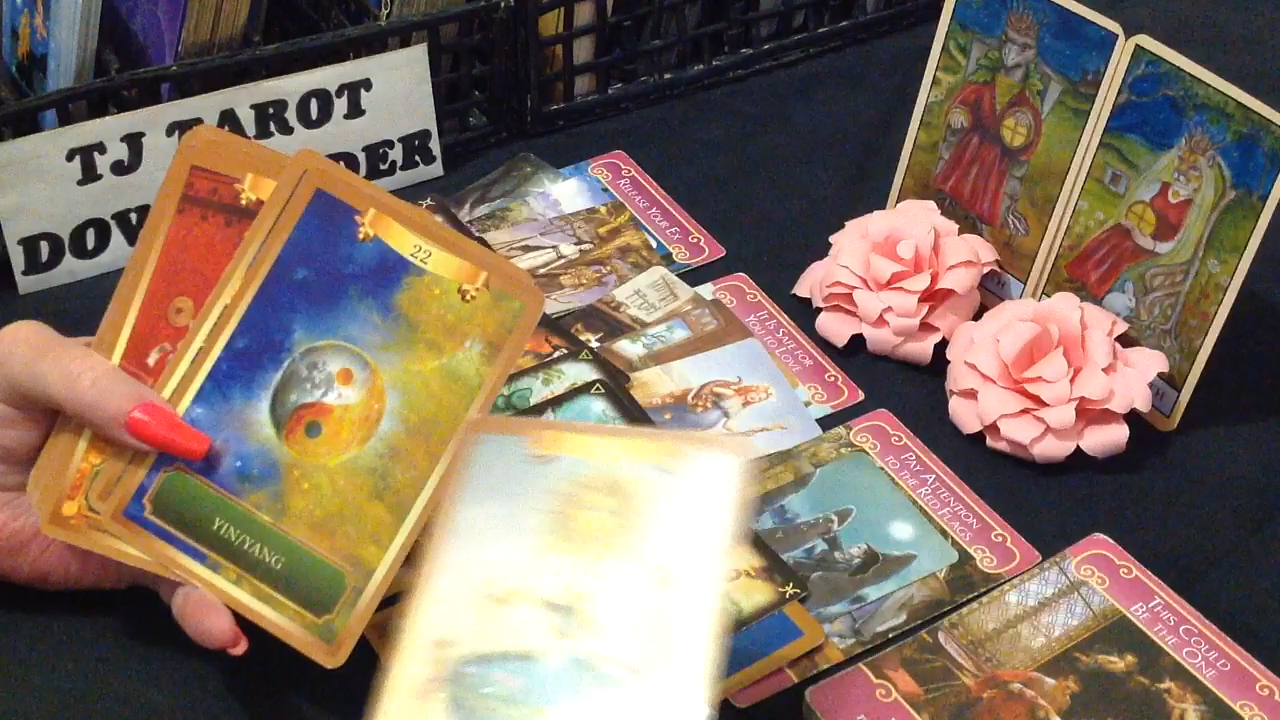 TJ TAROT
DOW
DER
22
YIN/YANG
RELEASE YOUR EX
IT IS SAFE FOR
YOU TO LOVE
PAY ATTENTION
TO THE RED FLAGS
THIS COULD
BE THE ONE